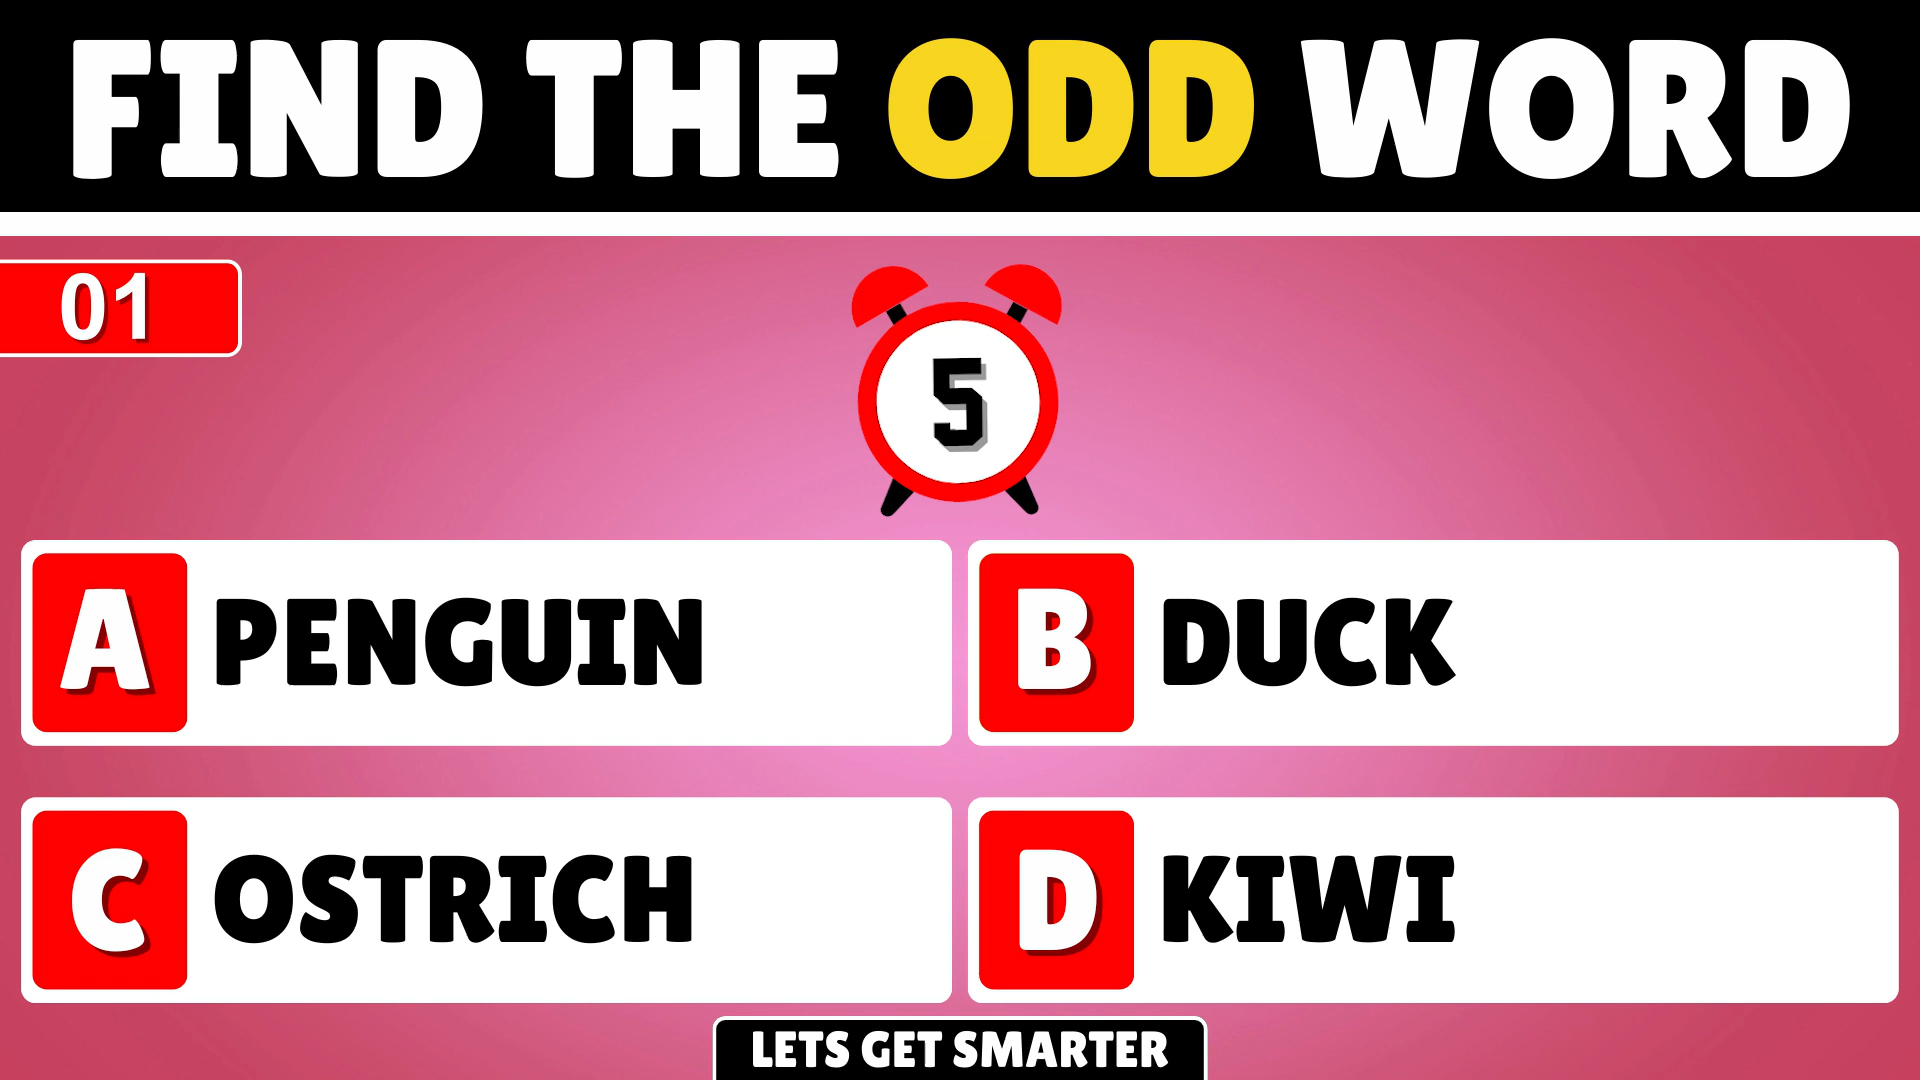 FIND THE ODD WORD
01
5
A PENGUIN
B DUCK
C OSTRICH
D KIWI
LETS GET SMARTER